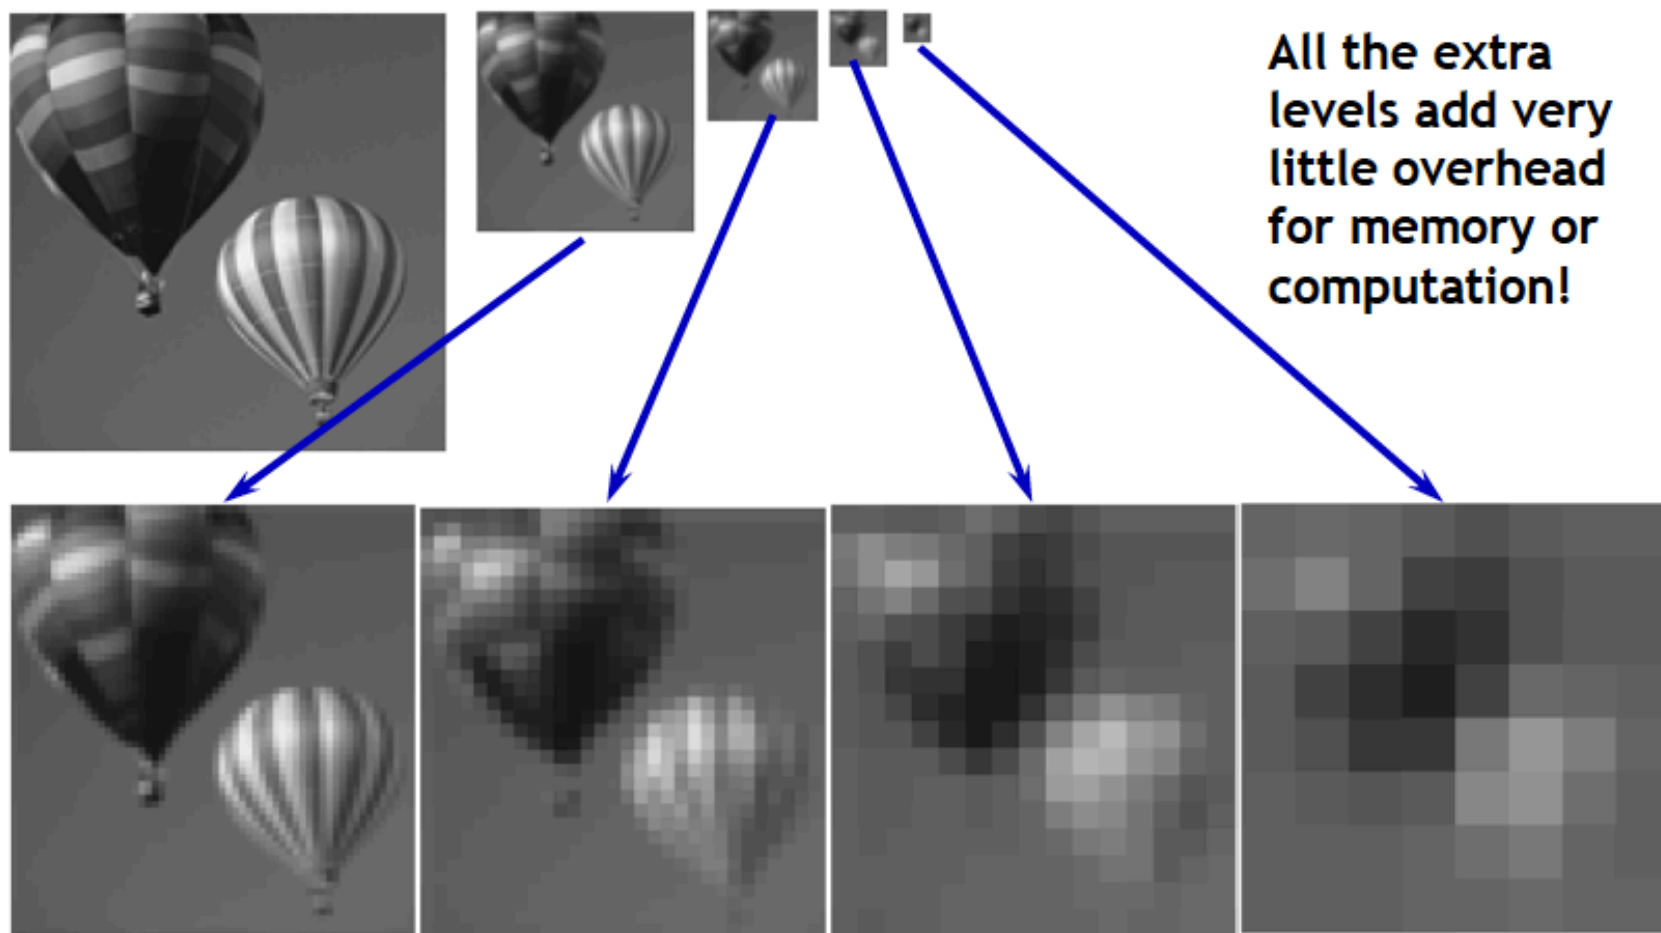 All the extra
levels add very
little overhead
for memory or
computation!